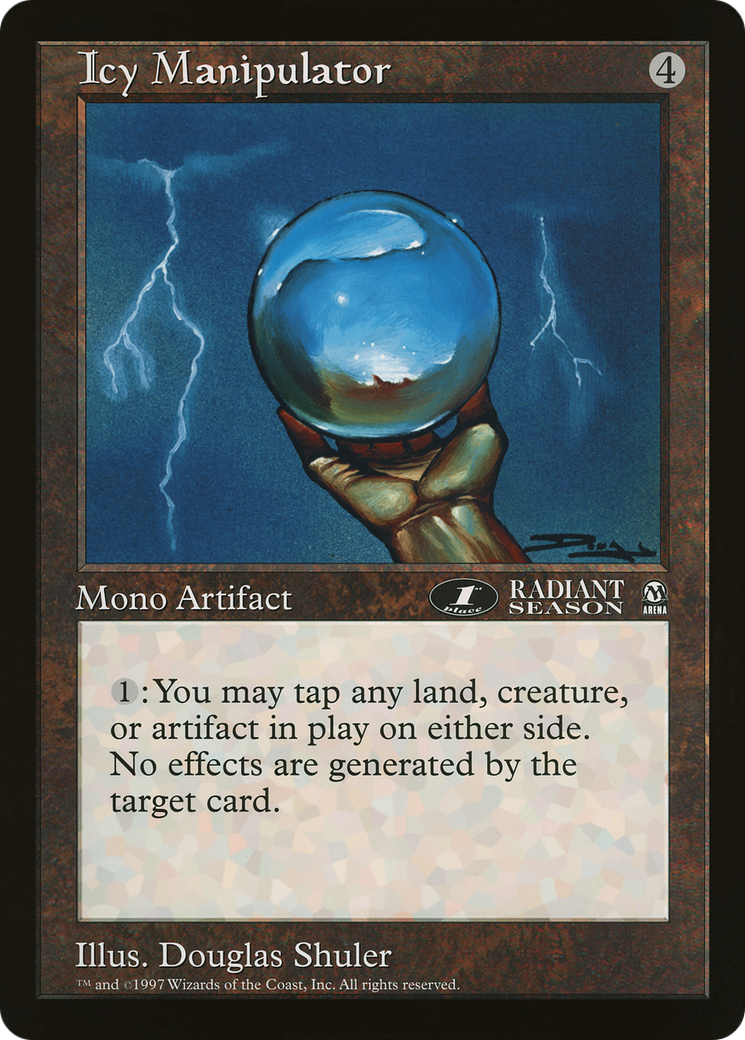 Icy Manipulator
4
Doug
Mono Artifact
1st
place
RADIANT
SEASON
ARENA
1:You may tap any land, creature,
or artifact in play on either side.
No effects are generated by the
target card.
Illus. Douglas Shuler
™ and ©1997 Wizards of the Coast, Inc. All rights reserved.